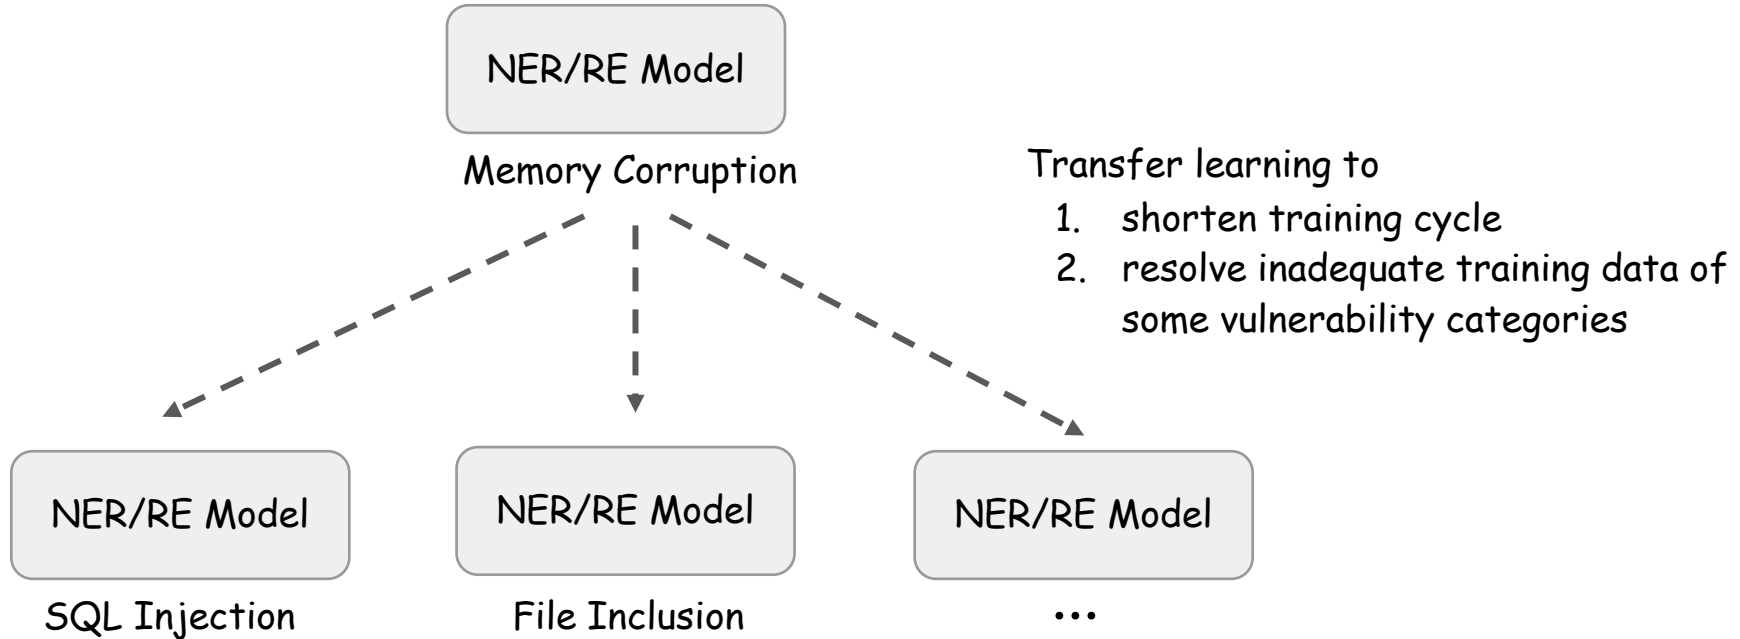 NER/RE Model
Memory Corruption
Transfer learning to
1. shorten training cycle
2. resolve inadequate training data of
some vulnerability categories
NER/RE Model
SQL Injection
NER/RE Model
File Inclusion
NER/RE Model
...